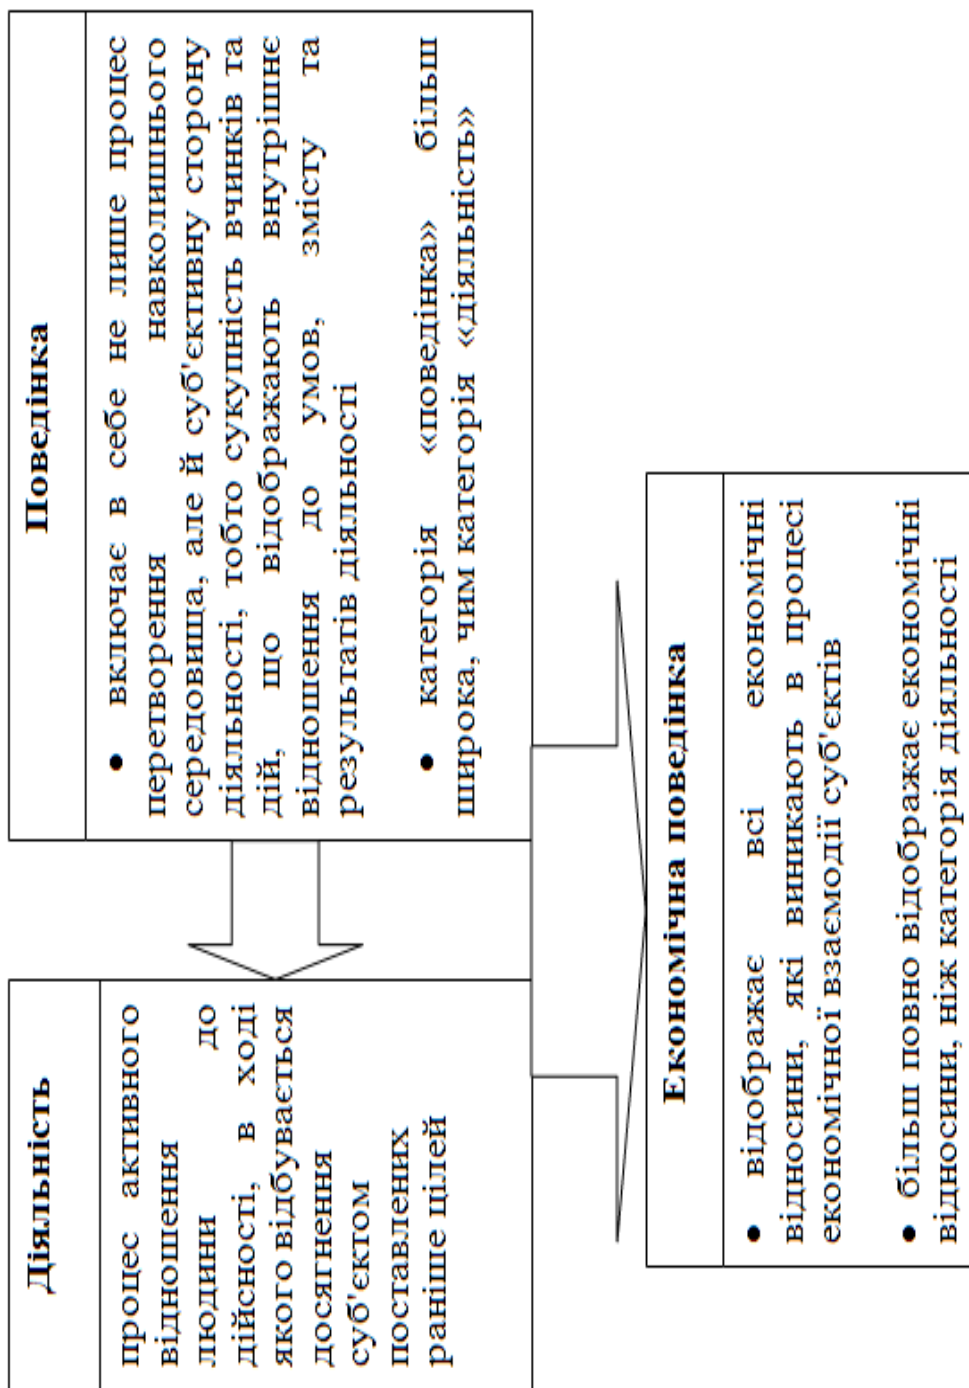 Діяльність
процес активного
відношення
людини до
дійсності, в ході
якого відбувається
досягнення
суб'єктом
поставлених
раніше цілей
Поведінка
• включає в себе не лише процес
перетворення навколишнього
середовища, але й суб'єктивну сторону
діяльності, тобто сукупність вчинків та
дій, що відображають внутрішнє
відношення до умов, змісту та
результатів діяльності
• категорія «поведінка» більш
широка, чим категорія «діяльність»
Економічна поведінка
• відображає всі економічні
відносини, які виникають в процесі
економічної взаємодії суб'єктів
• більш повно відображає економічні
відносини, ніж категорія діяльності